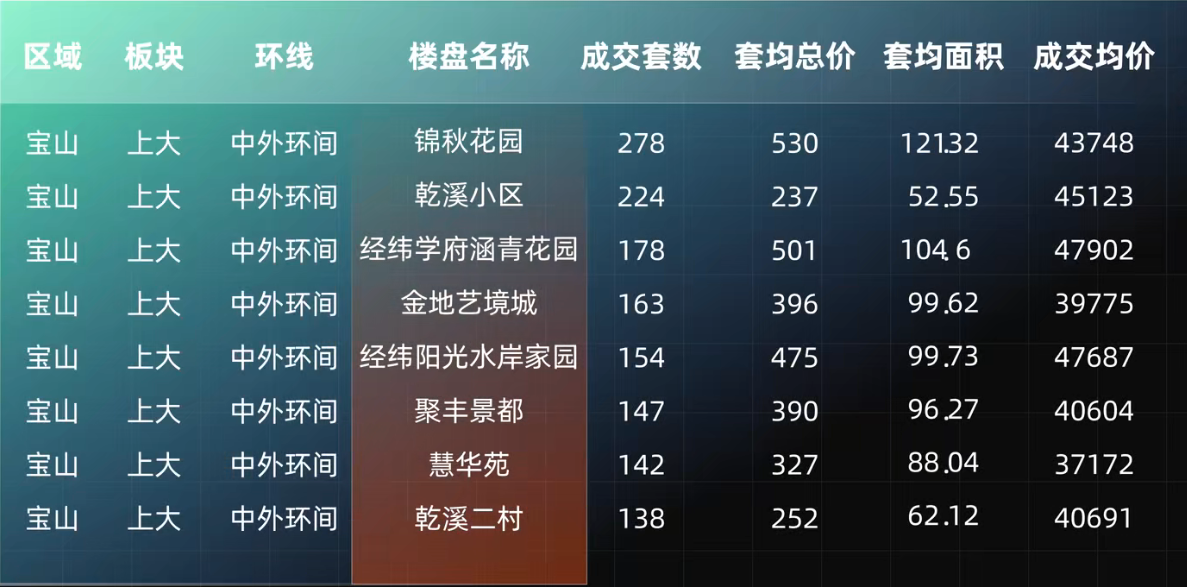 区域 板块 环线 楼盘名称 成交套数 套均总价 套均面积 成交均价
宝山 上大 中外环间 锦秋花园 278 530 121.32 43748
宝山 上大 中外环间 乾溪小区 224 237 52.55 45123
宝山 上大 中外环间 经纬学府涵青花园 178 501 104.6 47902
宝山 上大 中外环间 金地艺境城 163 396 99.62 39775
宝山 上大 中外环间 经纬阳光水岸家园 154 475 99.73 47687
宝山 上大 中外环间 聚丰景都 147 390 96.27 40604
宝山 上大 中外环间 慧华苑 142 327 88.04 37172
宝山 上大 中外环间 乾溪二村 138 252 62.12 40691